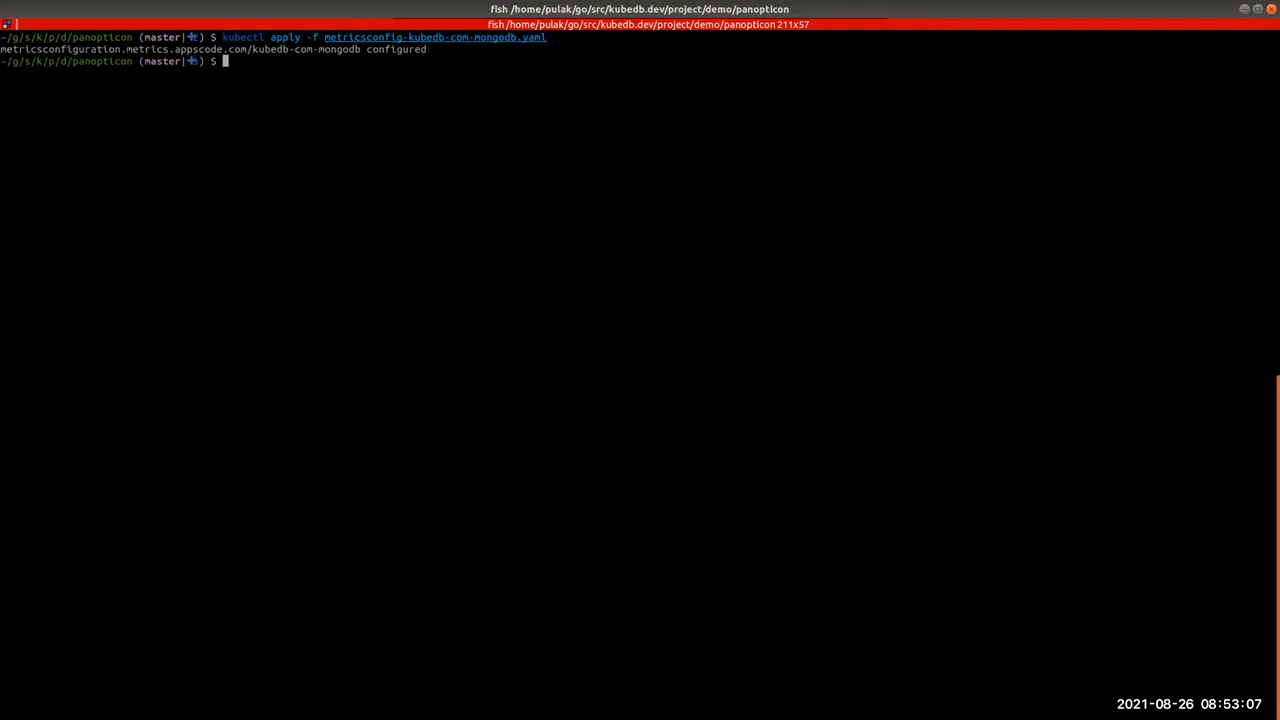 fish /home/pulak/go/src/kubedb.dev/project/demo/panopticon
fish /home/pulak/go/src/kubedb.dev/project/demo/panopticon 211x57
~/g/s/k/p/d/panopticon (master|✚) $ kubectl apply -f metricsconfig-kubedb-com-mongodb.yaml
metricsconfiguration.metrics.appscode.com/kubedb-com-mongodb configured
~/g/s/k/p/d/panopticon (master|✚) $
2021-08-26 08:53:07